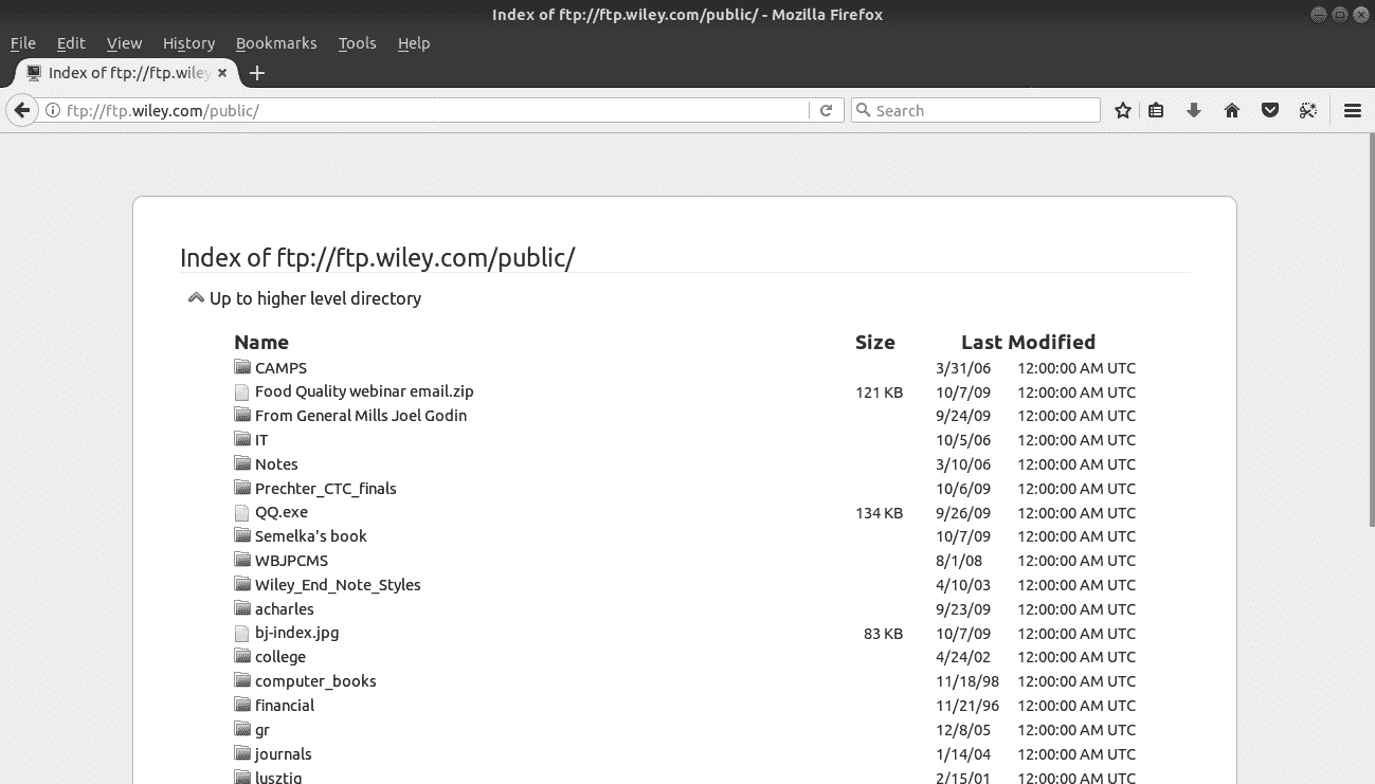 Index of ftp://ftp.wiley.com/public/ - Mozilla Firefox
File Edit View History Bookmarks Tools Help
Index of ftp://ftp.wiley
ftp://ftp.wiley.com/public/ Search
Index of ftp://ftp.wiley.com/public/
Up to higher level directory
Name Size Last Modified
CAMPS 3/31/06 12:00:00 AM UTC
Food Quality webinar email.zip 121 KB 10/7/09 12:00:00 AM UTC
From General Mills Joel Godin 9/24/09 12:00:00 AM UTC
IT 10/5/06 12:00:00 AM UTC
Notes 3/10/06 12:00:00 AM UTC
Prechter_CTC_finals 10/6/09 12:00:00 AM UTC
QQ.exe 134 KB 9/26/09 12:00:00 AM UTC
Semelka's book 10/7/09 12:00:00 AM UTC
WBJPCMS 8/1/08 12:00:00 AM UTC
Wiley_End_Note_Styles 4/10/03 12:00:00 AM UTC
acharles 9/23/09 12:00:00 AM UTC
bj-index.jpg 83 KB 10/7/09 12:00:00 AM UTC
college 4/24/02 12:00:00 AM UTC
computer_books 11/18/98 12:00:00 AM UTC
financial 11/21/96 12:00:00 AM UTC
gr 12/8/05 12:00:00 AM UTC
journals 1/14/04 12:00:00 AM UTC
lusztig 2/15/01 12:00:00 AM UTC